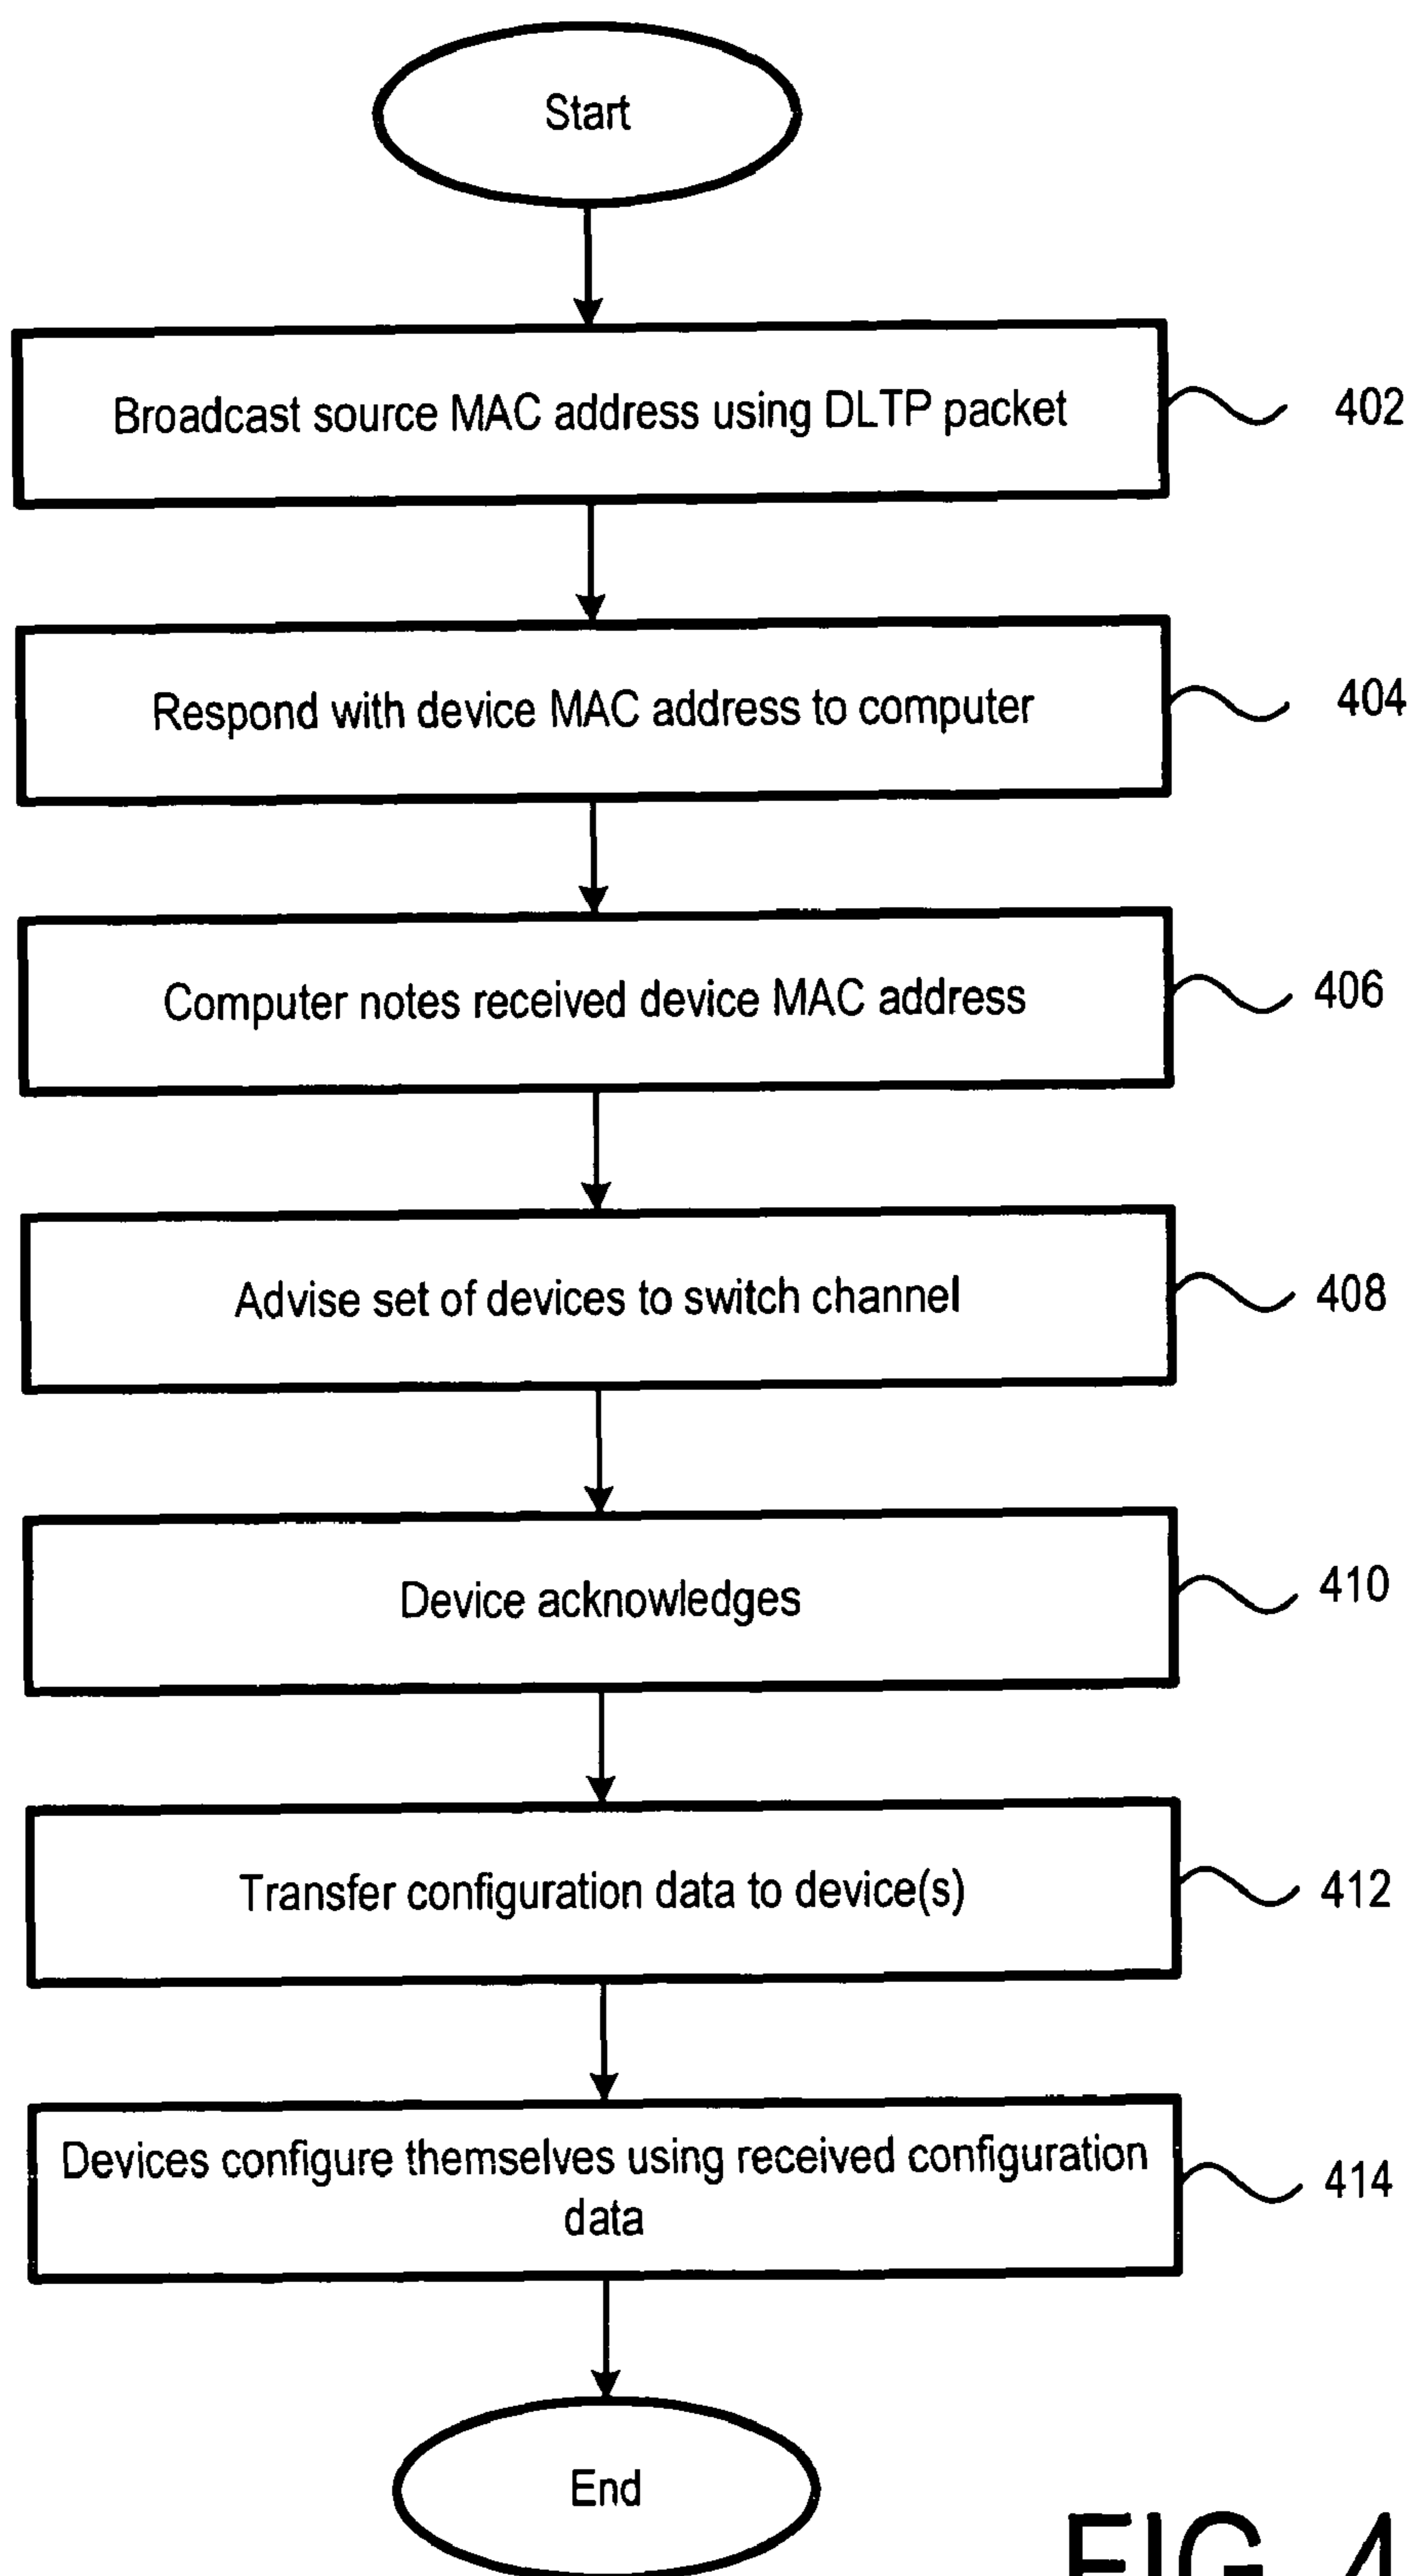 Start
Broadcast source MAC address using DLTP packet
402
Respond with device MAC address to computer
404
Computer notes received device MAC address
406
Advise set of devices to switch channel
408
Device acknowledges
410
Transfer configuration data to device(s)
412
Devices configure themselves using received configuration
data
414
End
FIG. 4